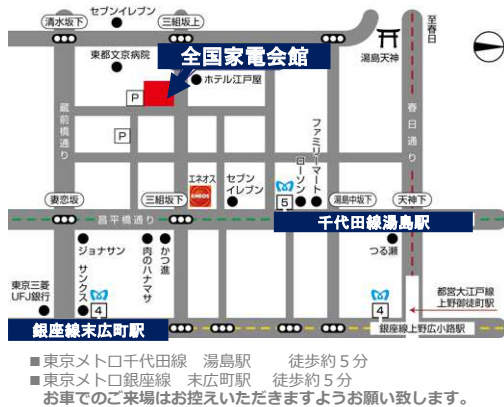 セブンイレブン
清水坂下
三組坂上
至春日
東都文京病院
全国家電会館
湯島天神
ホテル江戸屋
P
蔵前橋通り
P
春日通り
ファミリーマート
ローソン
エネオス
ENEOS
セブン
イレブン
5
妻恋坂
三組坂下
湯島中坂下
天神下
昌平橋通り
千代田線湯島駅
ジョナサン
サンクス
肉のハナマサ
かつ進
つる瀬
東京三菱
UFJ銀行
4
4
都営大江戸線
上野御徒町駅
銀座線末広町駅
銀座線上野広小路駅
■東京メトロ千代田線 湯島駅 徒歩約５分
■東京メトロ銀座線 末広町駅 徒歩約５分
お車でのご来場はお控えいただきますようお願い致します。